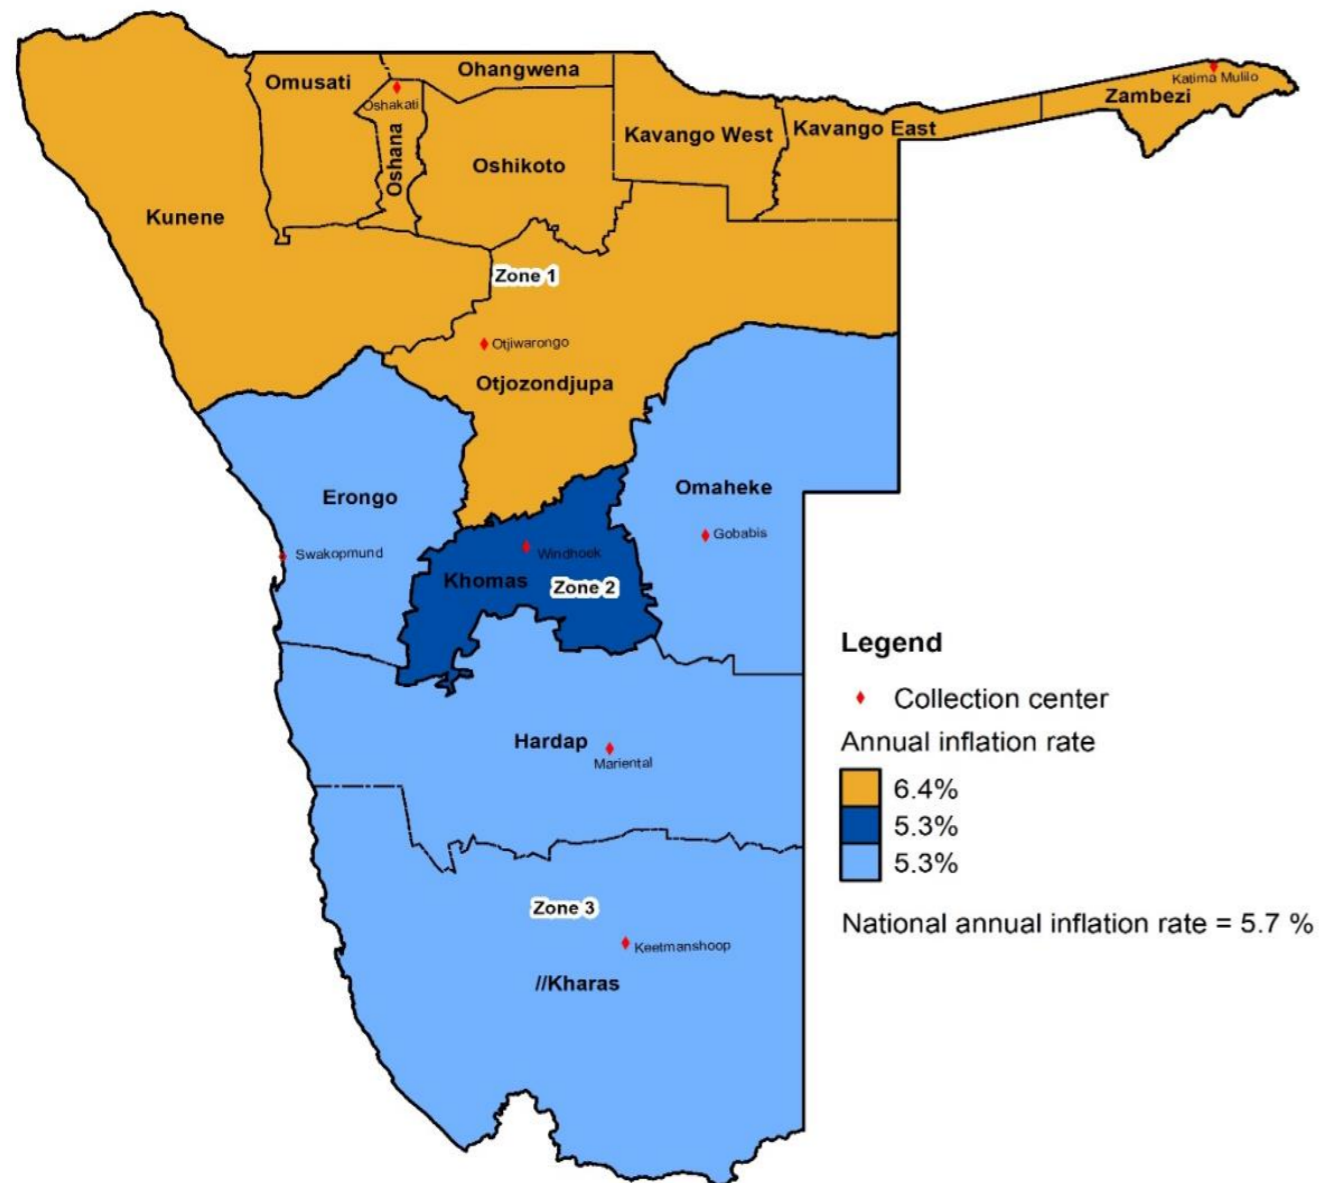 Ohangwena
Omusati
Katima Mulilo
Zambezi
Oshakati
Kavango West
Kavango East
Oshana
Oshikoto
Kunene
Zone 1
Otjiwarongo
Otjozondjupa
Erongo
Omaheke
Gobabis
Swakopmund
Windhoek
Khomas
Zone 2
Legend
Collection center
Annual inflation rate
6.4%
5.3%
5.3%
National annual inflation rate = 5.7 %
Hardap
Mariental
Zone 3
Keetmanshoop
//Kharas